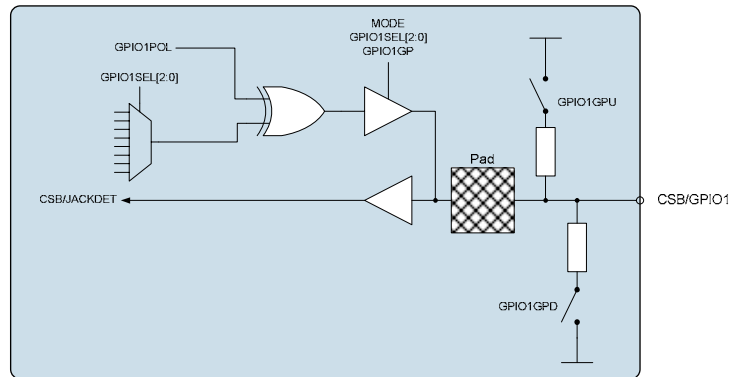 MODE
GPIO1SEL[2:0]
GPIO1GP
GPIO1POL
GPIO1SEL[2:0]
GPIO1GPU
Pad
CSB/JACKDET
CSB/GPIO1
GPIO1GPD